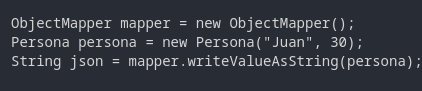 ObjectMapper mapper = new ObjectMapper();
Persona persona = new Persona("Juan", 30);
String json = mapper.writeValueAsString(persona);